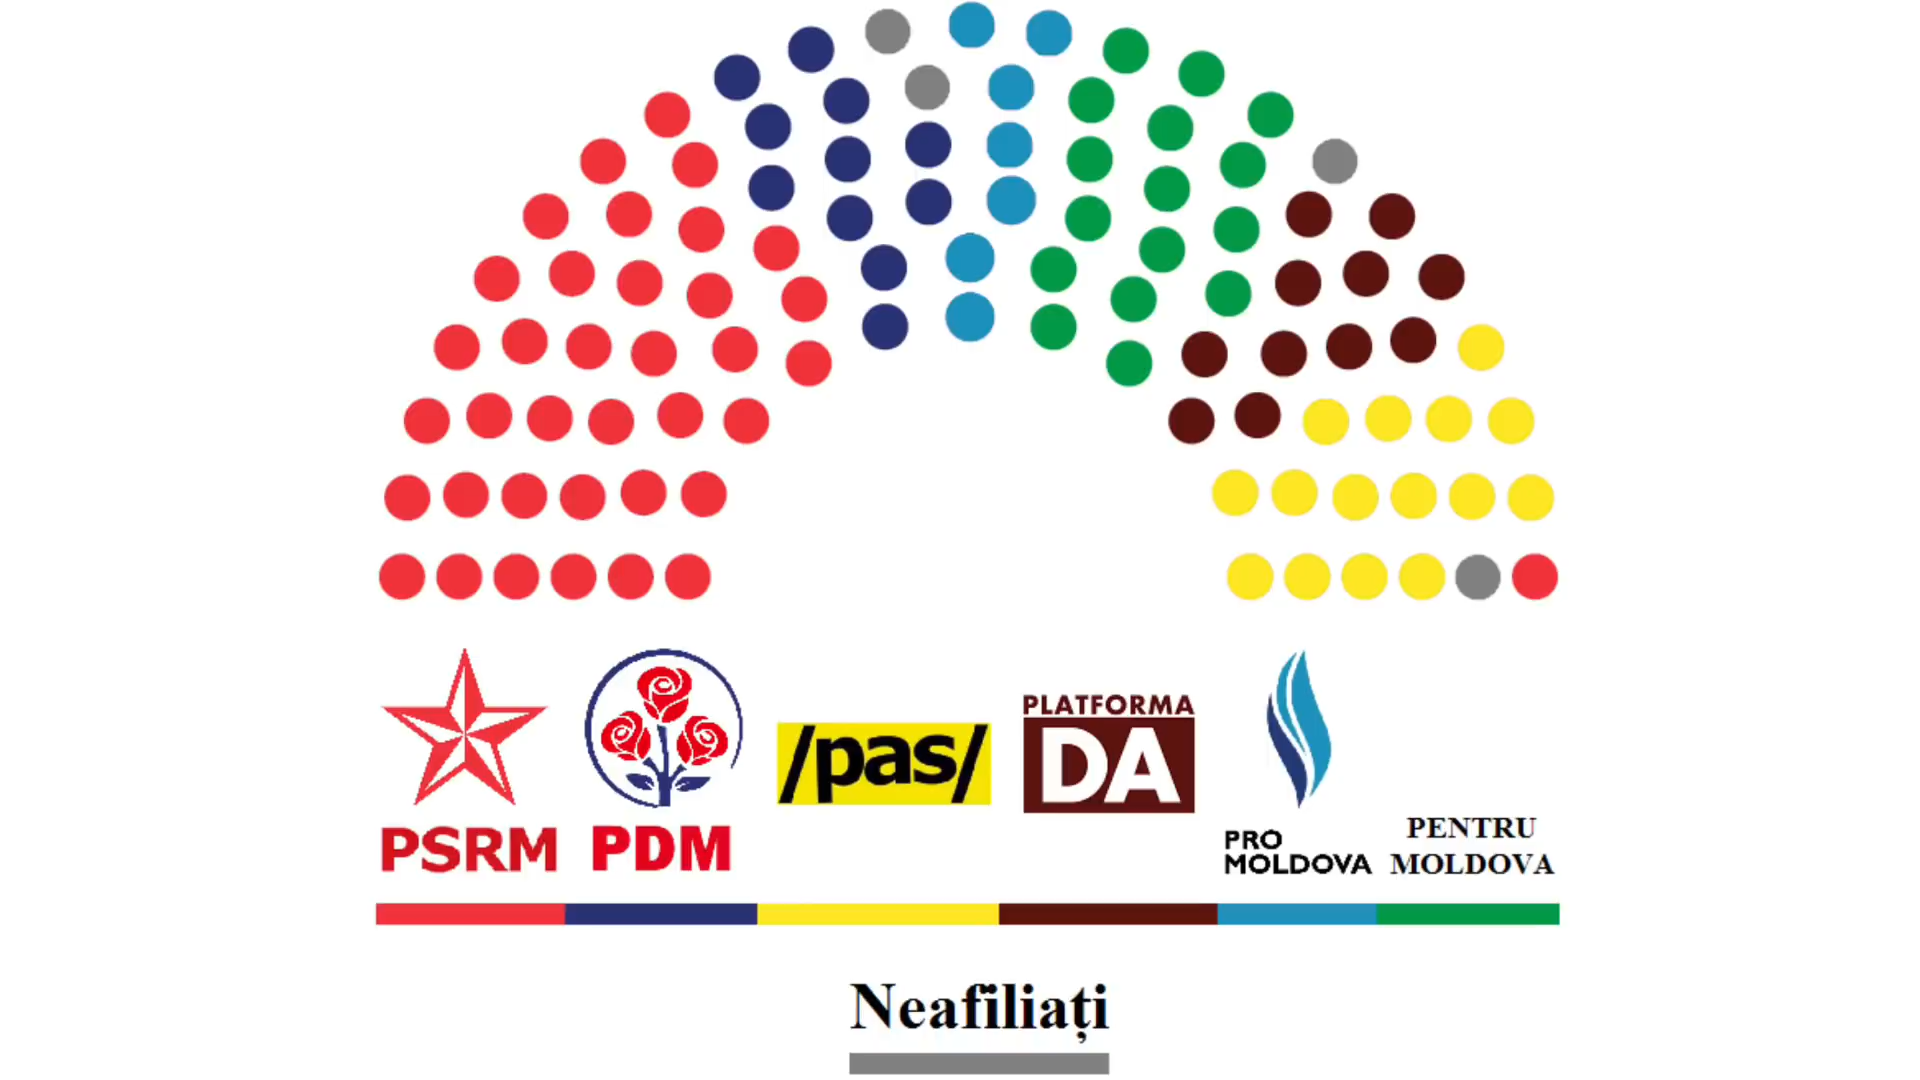 PSRM
PDM
/pas/
PLATFORMA
DA
PRO
MOLDOVA
PENTRU
MOLDOVA
Neafiliați